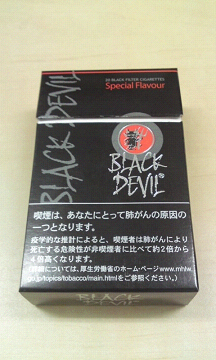 20 BLACK FILTER CIGARETTES
Special Flavour
BLACK DEVIL
BLACK
DEVIL®
喫煙は、あなたにとって肺がんの原因の
一つとなります。
疫学的な推計によると、喫煙者は肺がんにより
死亡する危険性が非喫煙者に比べて約2倍から
4倍高くなります。
(詳細については、厚生労働省のホーム・ページwww.mhlw.
go.jp/topics/tobacco/main.htmlをご参照ください。)
BLACK
DEVIL